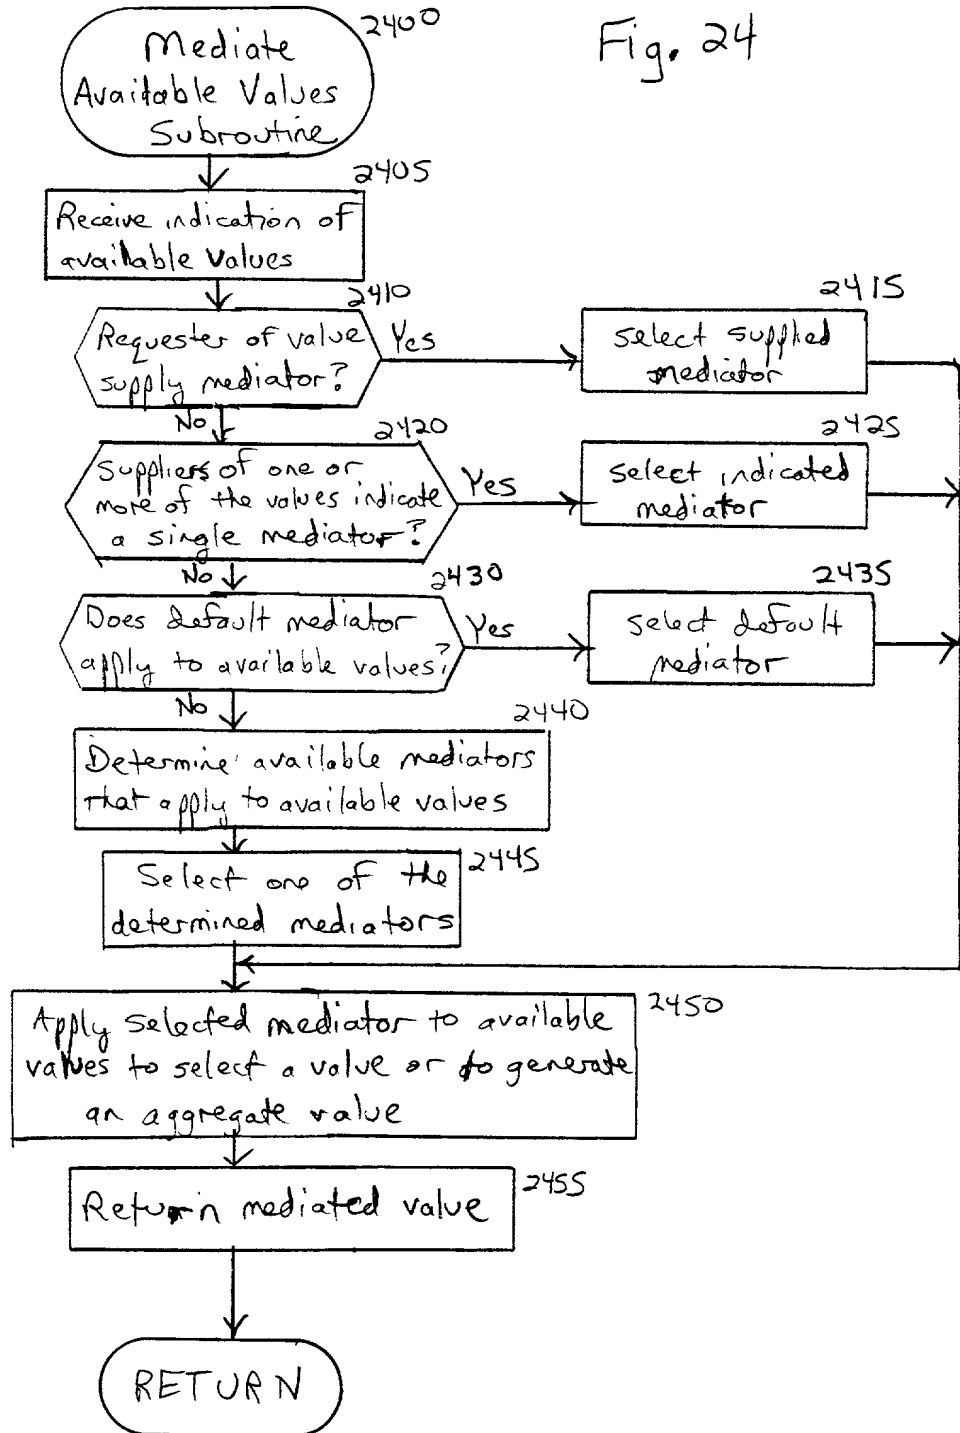 Fig. 24
2400
Mediate
Available Values
Subroutine
2405
Receive indication of
available values
2410
Requester of value
supply mediator?
Yes
2415
select supplied
mediator
No
2420
Suppliers of one or
more of the values indicate
a single mediator?
Yes
2425
select indicated
mediator
No
2430
Does default mediator
apply to available values?
Yes
2435
select default
mediator
No
2440
Determine available mediators
that apply to available values
2445
Select one of the
determined mediators
2450
Apply selected mediator to available
values to select a value or to generate
an aggregate value
2455
Return mediated value
RETURN